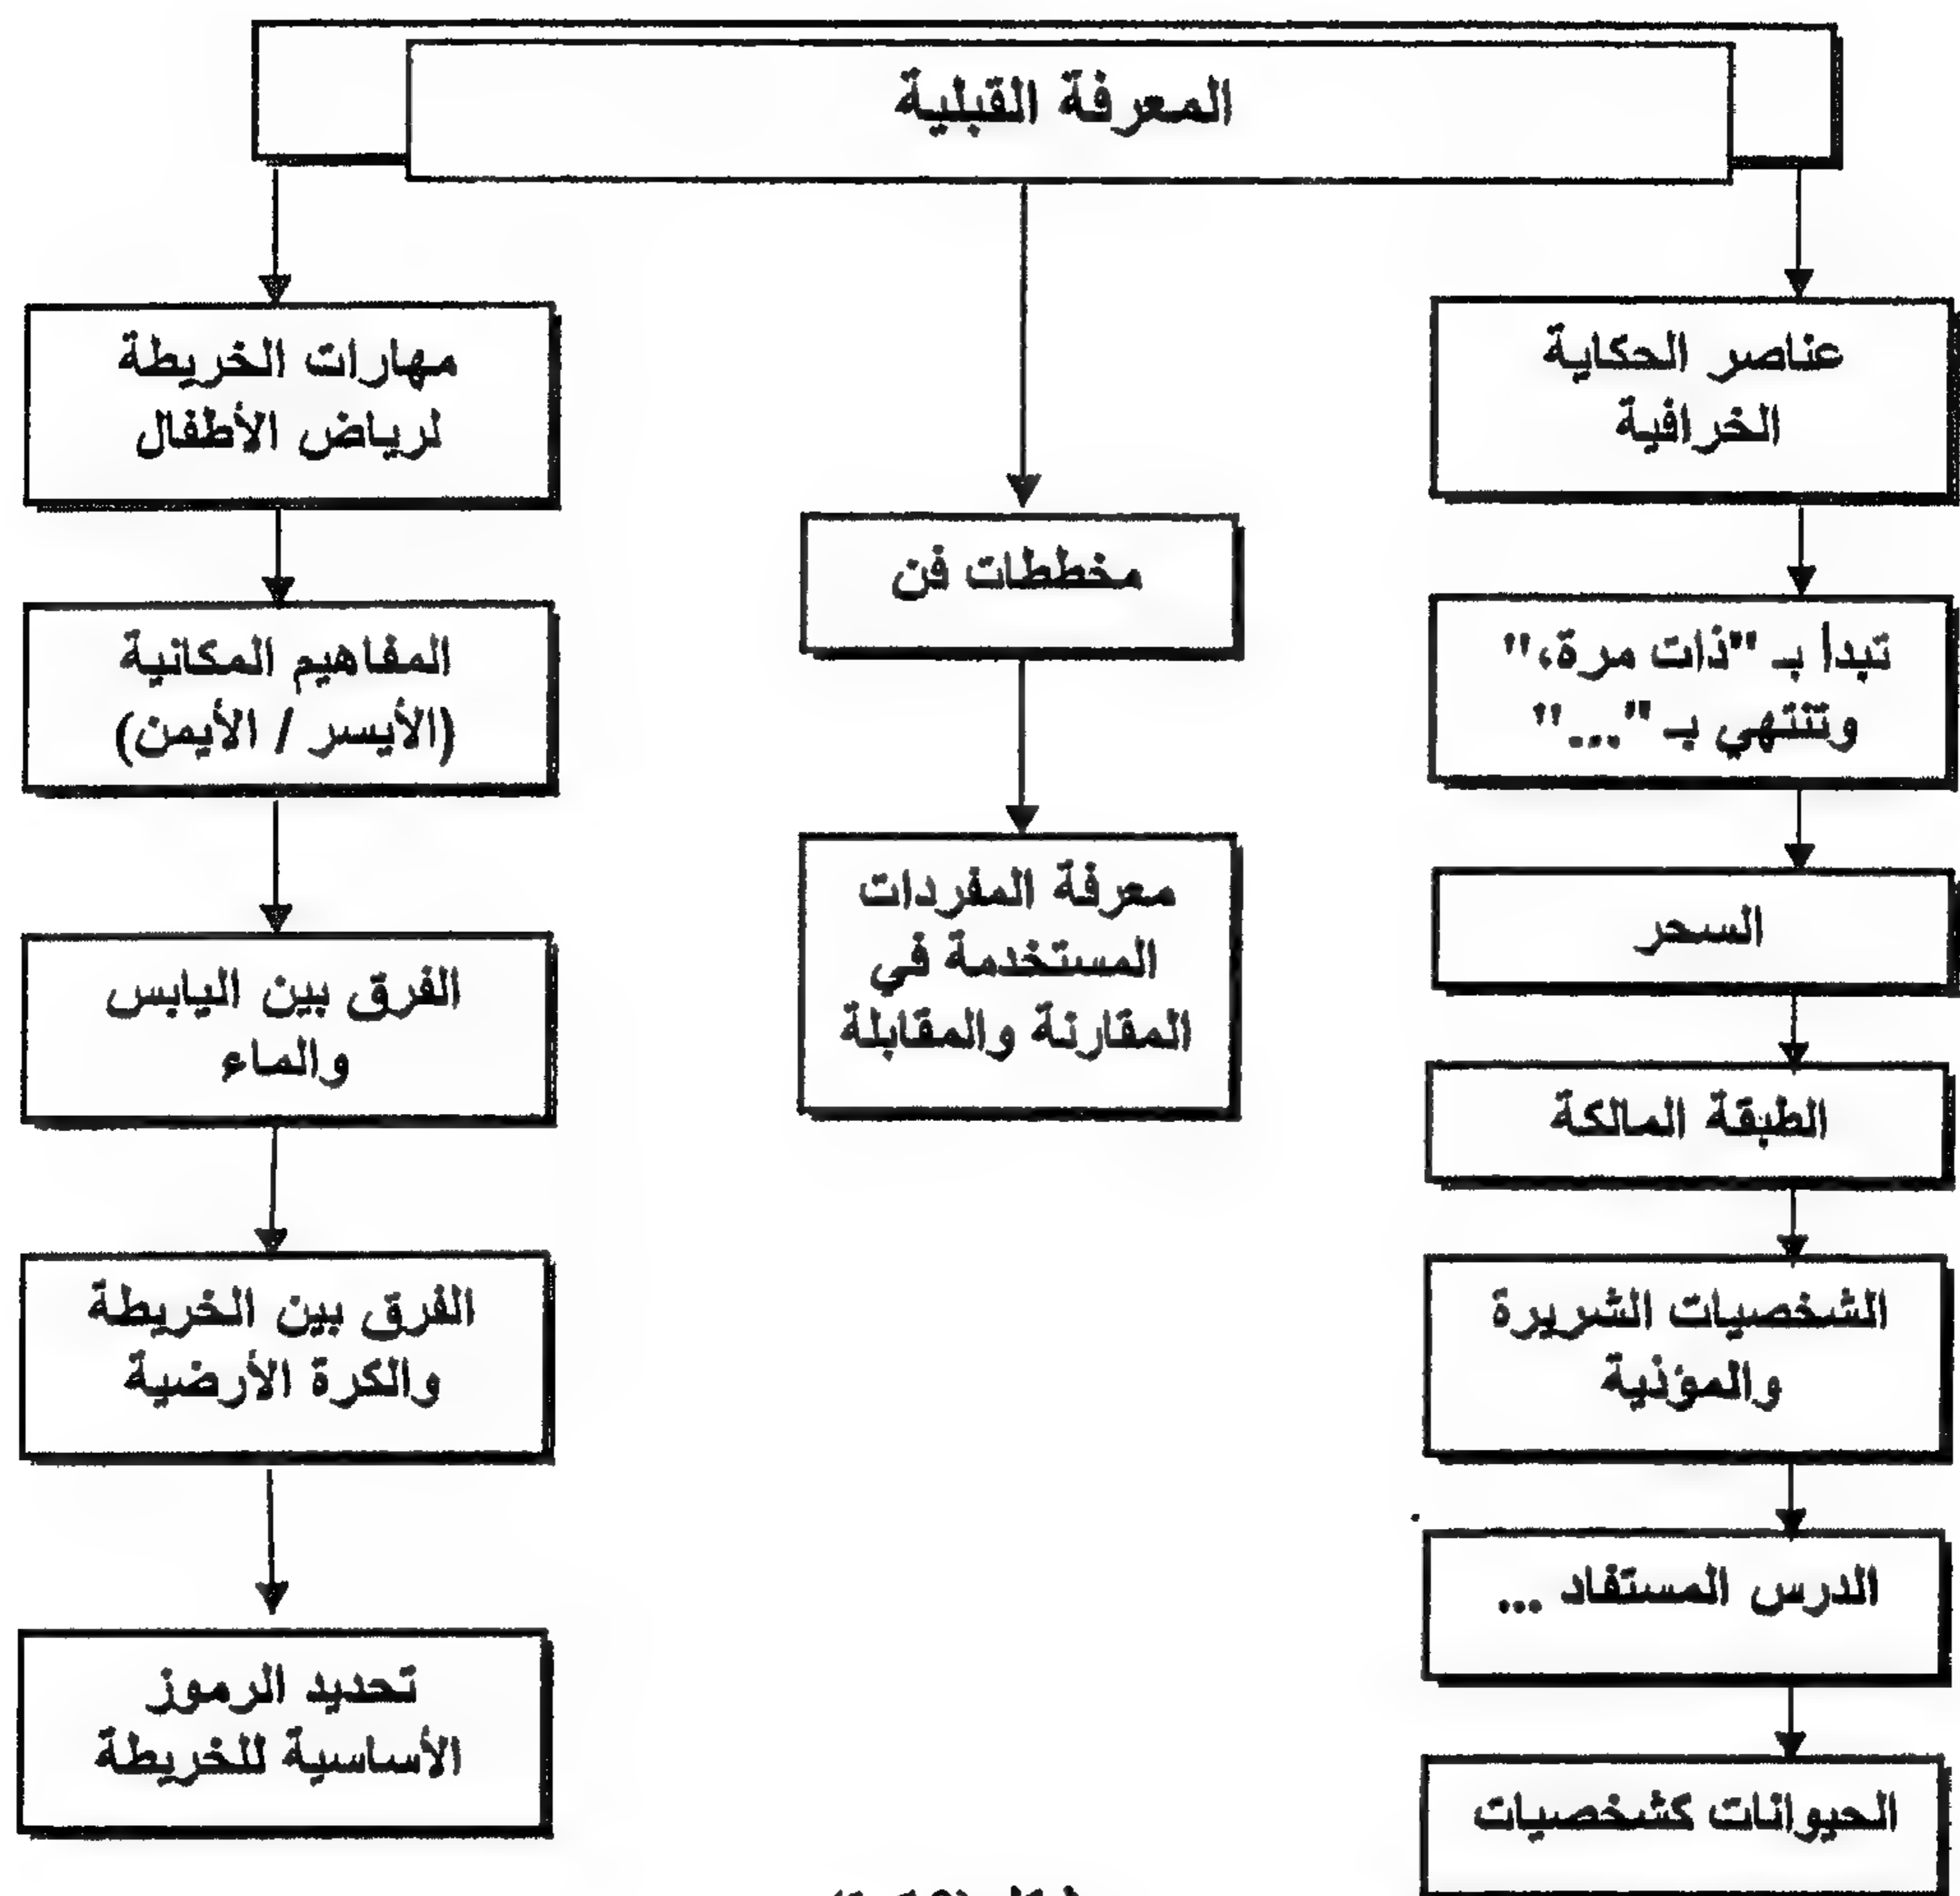 المعرفة القبلية
عناصر الحكاية
الخرافية
تبدأ بـ "ذات مرة،"
وتنتهي بـ "..."
السحر
الطبقة المالكة
الشخصيات الشريرة
والمؤذية
الدرس المستفاد ...
الحيوانات كشخصيات
مخططات فن
معرفة المفردات
المستخدمة في
المقارنة والمقابلة
مهارات الخريطة
لرياض الأطفال
المفاهيم المكانية
(الأيسر / الأيمن)
الفرق بين اليابس
والماء
الفرق بين الخريطة
والكرة الأرضية
تحديد الرموز
الأساسية للخريطة